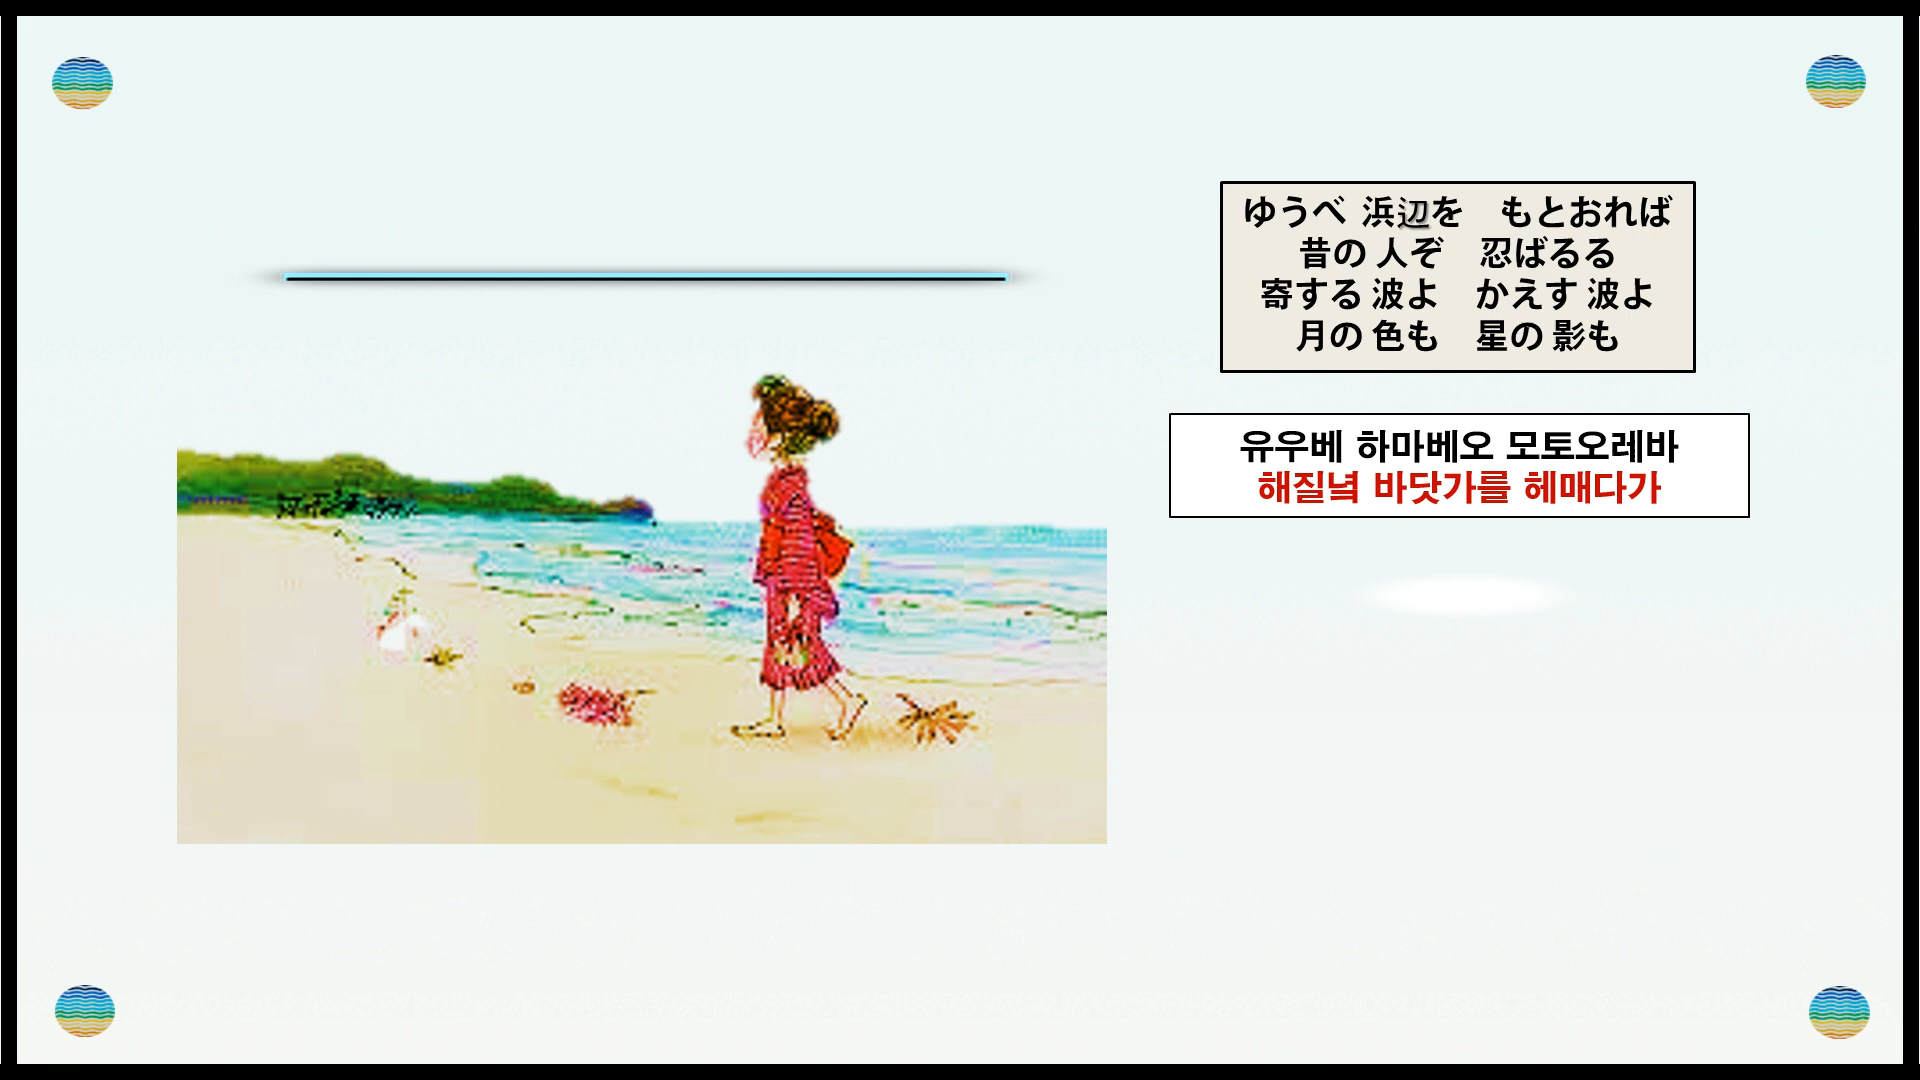 ゆうべ 浜辺を　もとおれば
昔の 人ぞ　忍ばるる
寄する 波よ　かえす 波よ
月の 色も　星の 影も
유우베 하마베오 모토오레바
해질녘 바닷가를 헤매다가